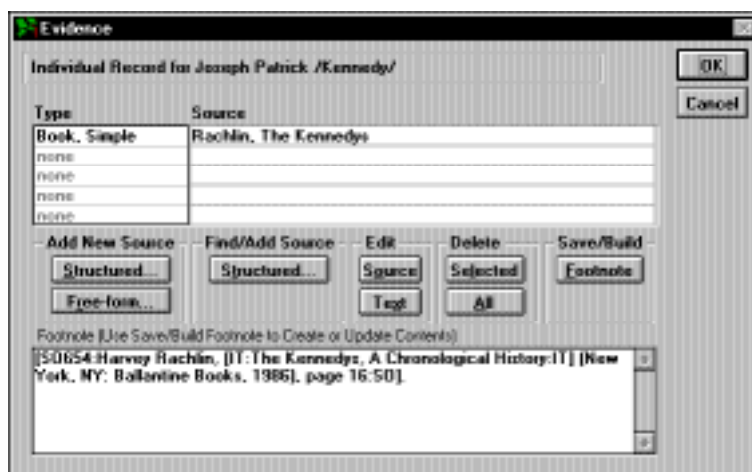 Evidence
Individual Record for Joseph Patrick /Kennedy/
OK
Cancel
Type Source
Book, Simple Rachlin, The Kennedys
none
none
none
none
Add New Source Find/Add Source Edit Delete Save/Build
Structured... Structured... Source Selected Footnote
Free-form... Text All
Footnote (Use Save/Build Footnote to Create or Update Contents)
[SO654:Harvey Rachlin, [IT:The Kennedys, A Chronological History:IT] (New
York, NY: Ballantine Books, 1986), page 16:SO].